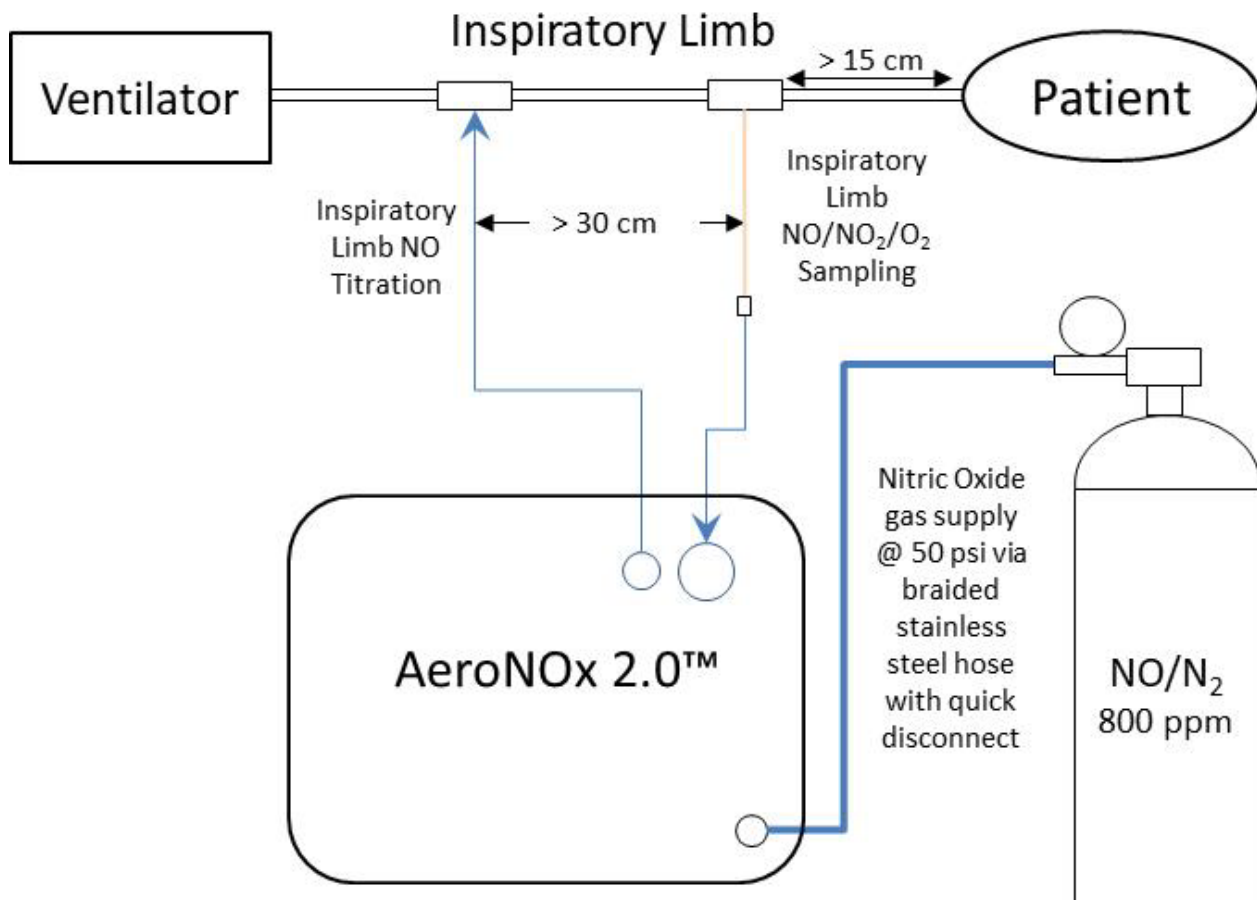 Inspiratory Limb
Ventilator
> 15 cm
Patient
Inspiratory
Limb NO
Titration
> 30 cm
Inspiratory
Limb
NO/NO₂/O₂
Sampling
Nitric Oxide
gas supply
@ 50 psi via
braided
stainless
steel hose
with quick
disconnect
AeroNOx 2.0™
NO/N₂
800 ppm